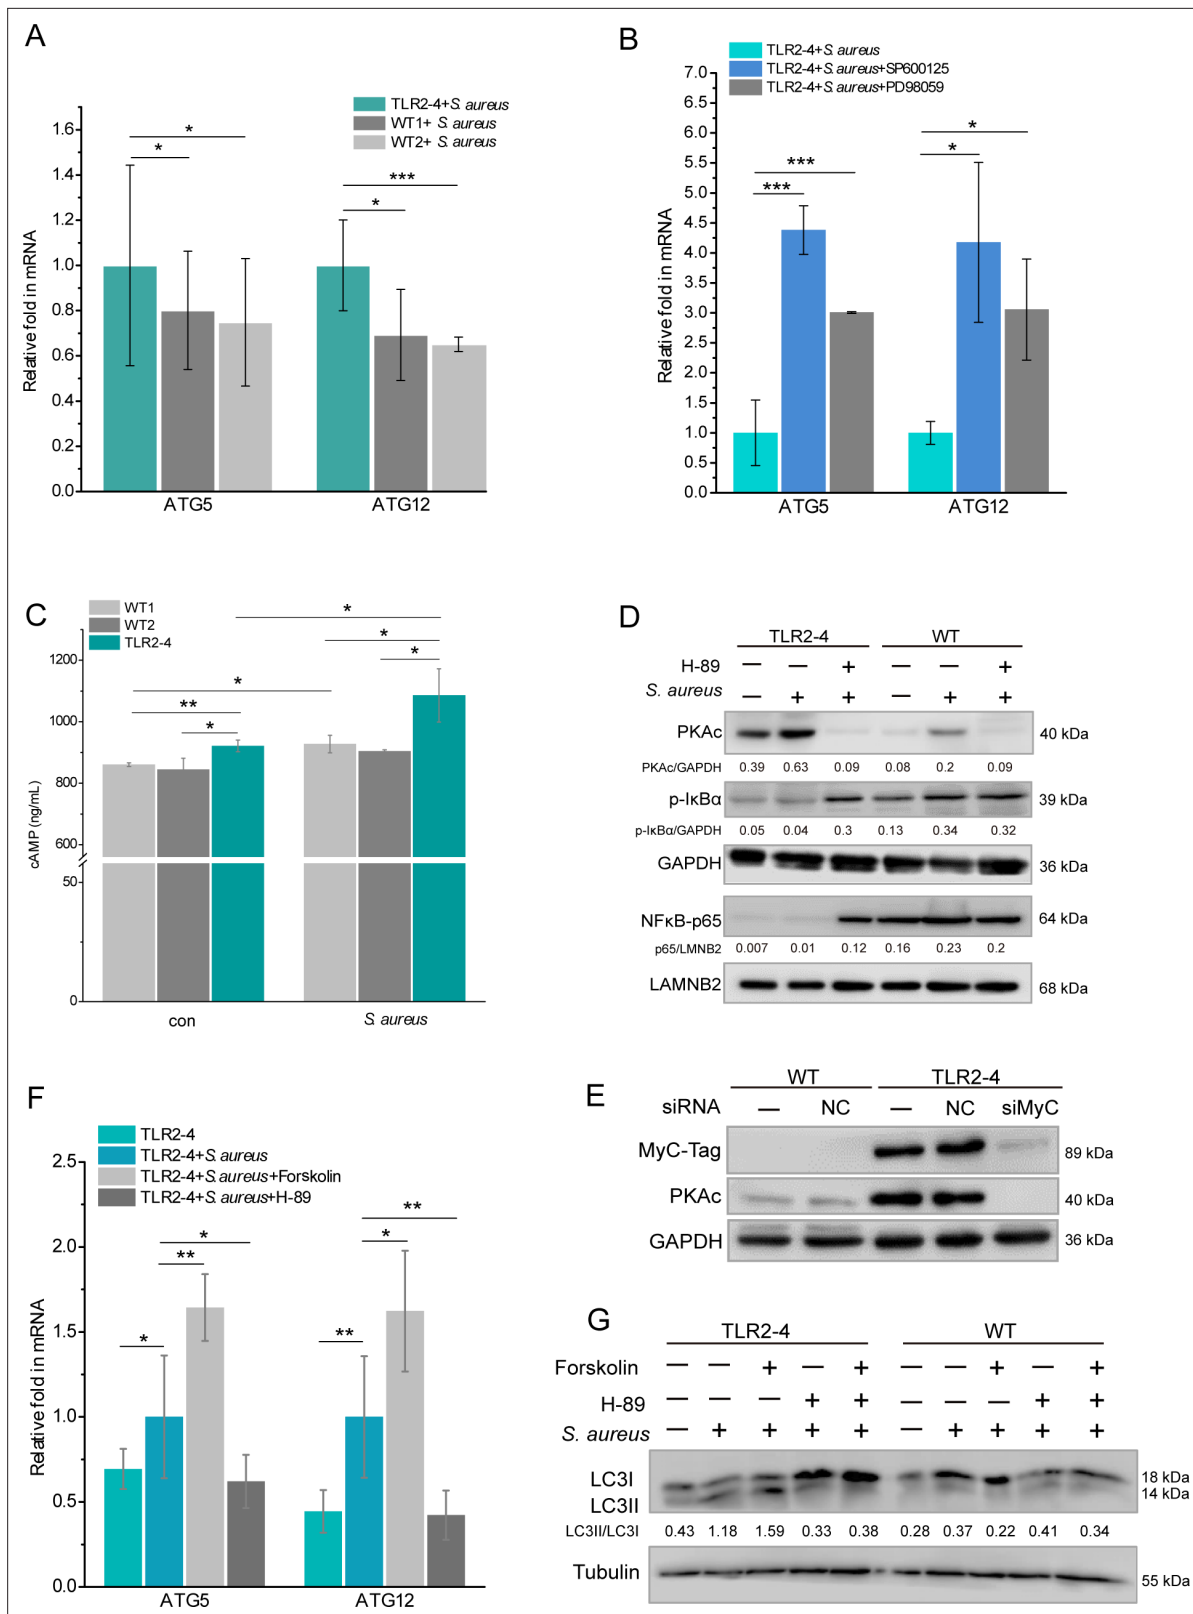 A
TLR2-4+S. aureus
WT1+ S. aureus
WT2+ S. aureus
Relative fold in mRNA
1.6
1.4
1.2
1.0
0.8
0.6
0.4
0.2
0.0
* * * ***
ATG5 ATG12
B
TLR2-4+S. aureus
TLR2-4+S. aureus+SP600125
TLR2-4+S. aureus+PD98059
Relative fold in mRNA
7.0
6.5
6.0
5.5
5.0
4.5
4.0
3.5
3.0
2.5
2.0
1.5
1.0
0.5
0.0
*** *** * *
ATG5 ATG12
C
WT1
WT2
TLR2-4
cAMP (ng/mL)
1200
1000
800
600
50
0
* * * * ** *
con S. aureus
D
TLR2-4 WT
H-89 — — + — — +
S. aureus — + + — + +
PKAc 40 kDa
PKAc/GAPDH 0.39 0.63 0.09 0.08 0.2 0.09
p-IκBα 39 kDa
p-IκBα/GAPDH 0.05 0.04 0.3 0.13 0.34 0.32
GAPDH 36 kDa
NFκB-p65 64 kDa
p65/LMNB2 0.007 0.01 0.12 0.16 0.23 0.2
LAMNB2 68 kDa
E
WT TLR2-4
siRNA — NC — NC siMyC
MyC-Tag 89 kDa
PKAc 40 kDa
GAPDH 36 kDa
F
TLR2-4
TLR2-4+S. aureus
TLR2-4+S. aureus+Forskolin
TLR2-4+S. aureus+H-89
Relative fold in mRNA
2.5
2.0
1.5
1.0
0.5
0.0
* ** * ** * **
ATG5 ATG12
G
TLR2-4 WT
Forskolin — — + — + — — + — +
H-89 — — — + + — — — + +
S. aureus — + + + + — + + + +
LC3I 18 kDa
LC3II 14 kDa
LC3II/LC3I 0.43 1.18 1.59 0.33 0.38 0.28 0.37 0.22 0.41 0.34
Tubulin 55 kDa